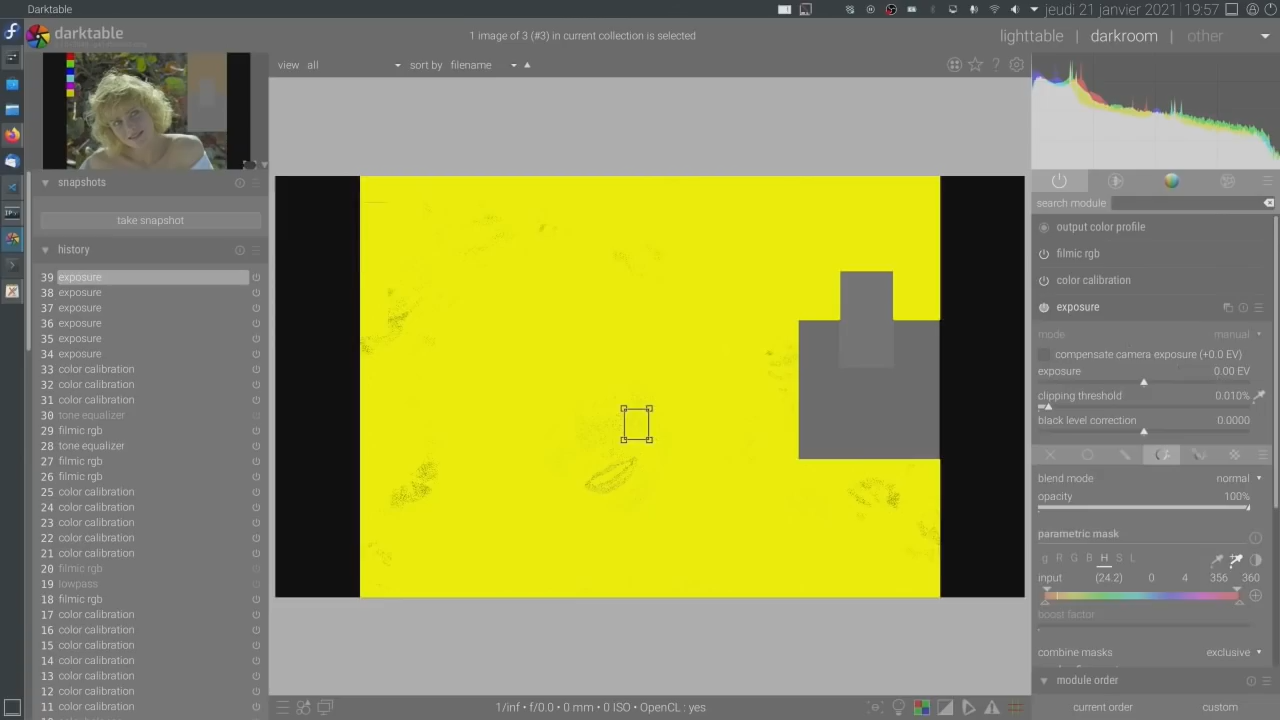 Darktable
jeudi 21 janvier 2021 | 19:57
darktable
1 image of 3 (#3) in current collection is selected
lighttable | darkroom | other
view all sort by filename
snapshots
take snapshot
history
39 exposure
38 exposure
37 exposure
36 exposure
35 exposure
34 exposure
33 color calibration
32 color calibration
31 color calibration
30 tone equalizer
29 filmic rgb
28 tone equalizer
27 filmic rgb
26 filmic rgb
25 color calibration
24 color calibration
23 color calibration
22 color calibration
21 color calibration
20 filmic rgb
19 lowpass
18 filmic rgb
17 color calibration
16 color calibration
15 color calibration
14 color calibration
13 color calibration
12 color calibration
11 color calibration
1/inf • f/0.0 • 0 mm • 0 ISO • OpenCL : yes
search module
output color profile
filmic rgb
color calibration
exposure
mode manual
compensate camera exposure (+0.0 EV)
exposure 0.00 EV
clipping threshold 0.010%
black level correction 0.0000
blend mode normal
opacity 100%
parametric mask
g R G B H S L
input (24.2) 0 4 356 360
boost factor
combine masks exclusive
module order
current order custom